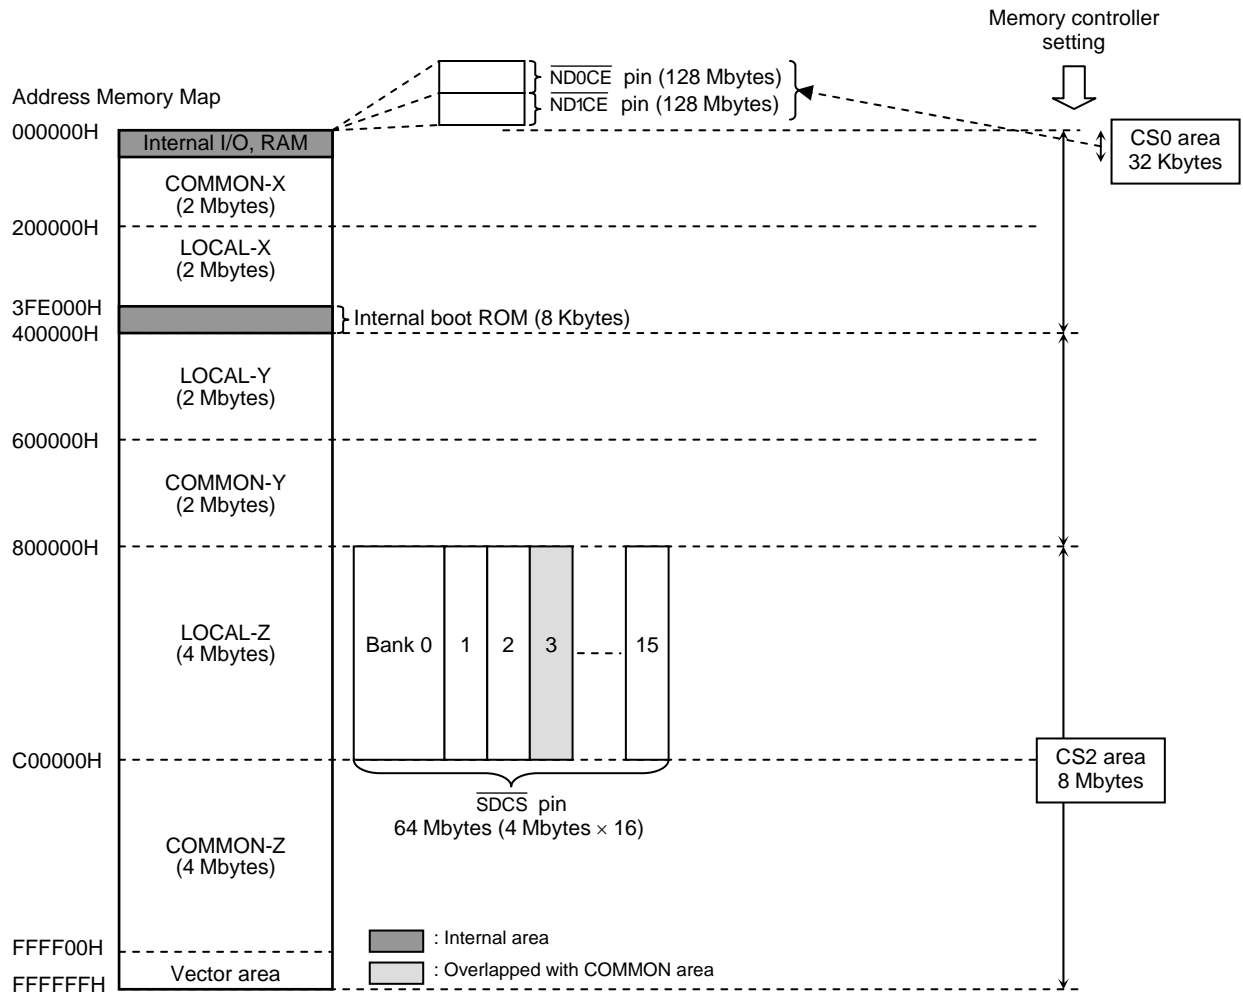 Memory controller
setting
ND0CE pin (128 Mbytes)
ND1CE pin (128 Mbytes)
Address Memory Map
000000H
Internal I/O, RAM
CS0 area
32 Kbytes
COMMON-X
(2 Mbytes)
200000H
LOCAL-X
(2 Mbytes)
3FE000H
Internal boot ROM (8 Kbytes)
400000H
LOCAL-Y
(2 Mbytes)
600000H
COMMON-Y
(2 Mbytes)
800000H
LOCAL-Z
(4 Mbytes)
Bank 0 1 2 3 15
C00000H
CS2 area
8 Mbytes
SDCS pin
64 Mbytes (4 Mbytes × 16)
COMMON-Z
(4 Mbytes)
FFFF00H
: Internal area
Vector area
: Overlapped with COMMON area
FFFFFFH